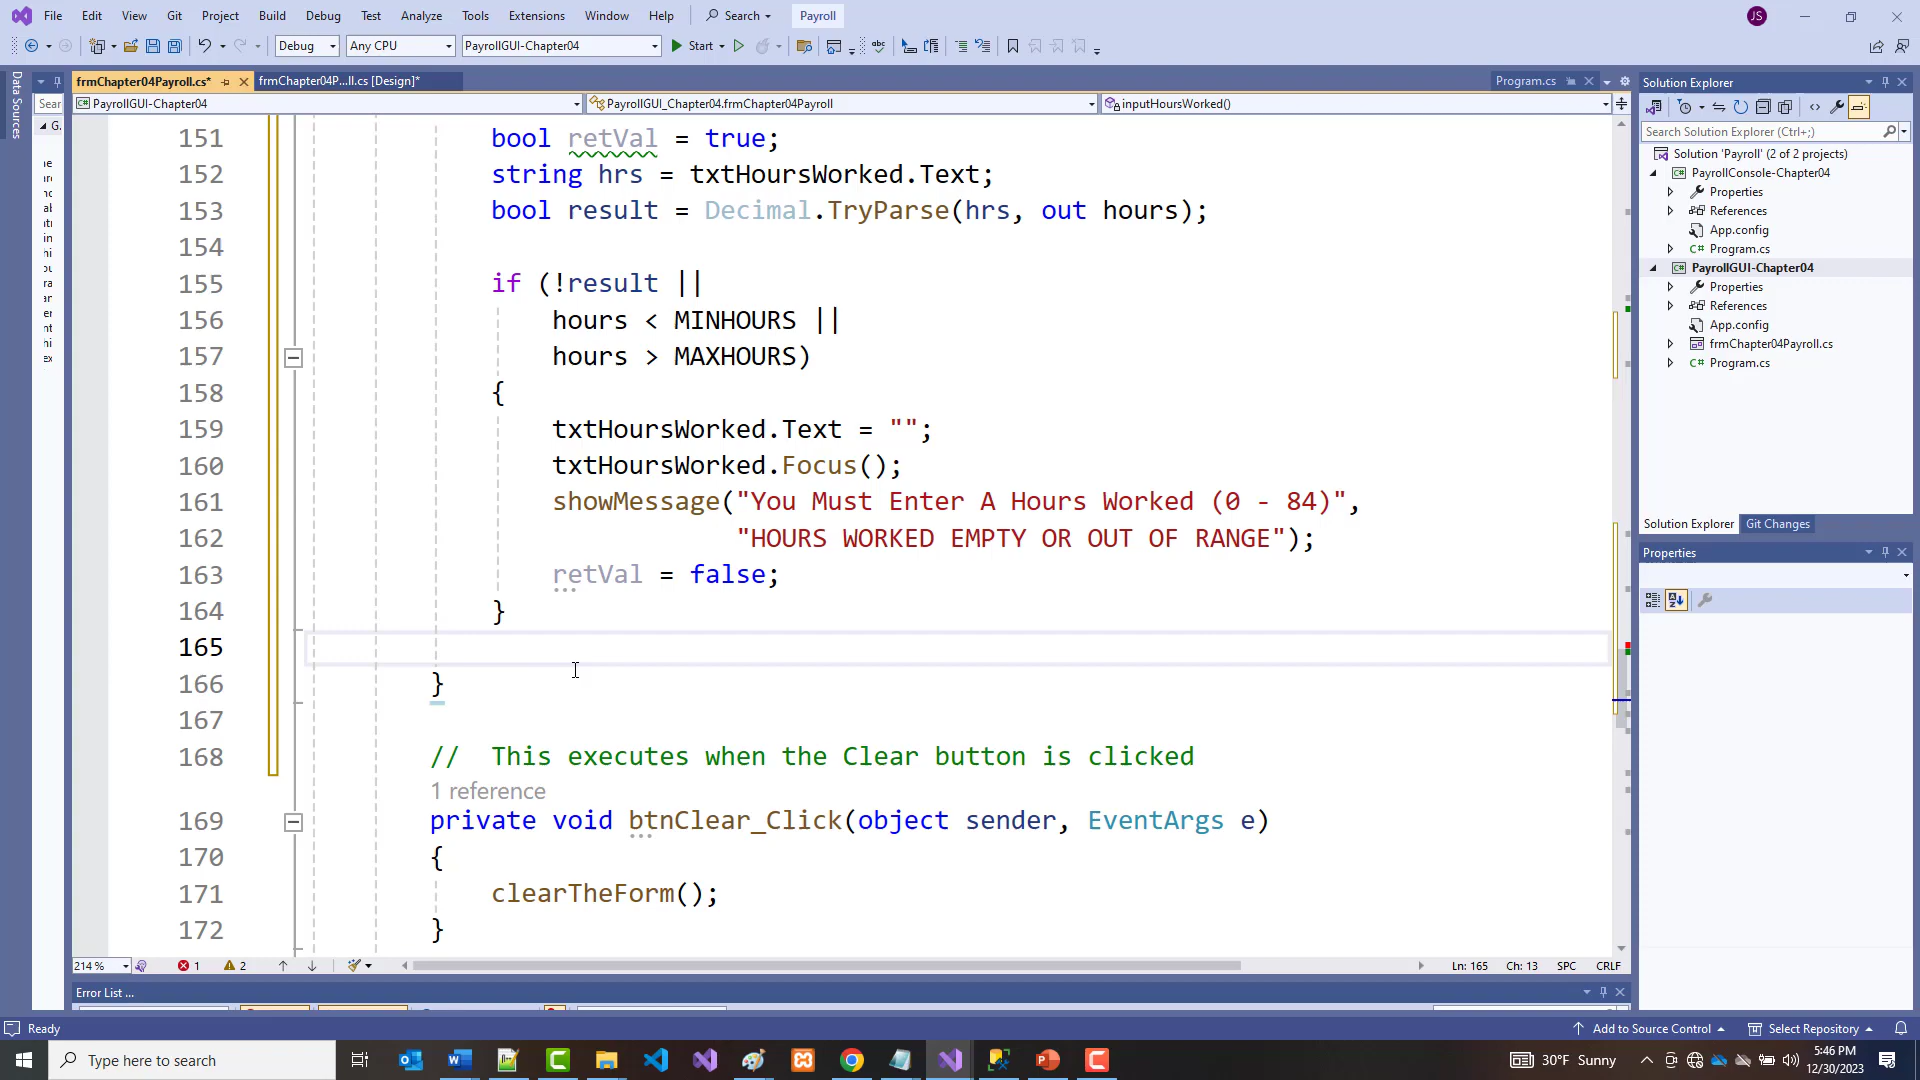 File Edit View Git Project Build Debug Test Analyze Tools Extensions Window Help Search Payroll JS
Debug Any CPU PayrollGUI-Chapter04 Start
Data Sources
frmChapter04Payroll.cs* frmChapter04P...ll.cs [Design]* Program.cs
Sear PayrollGUI-Chapter04 PayrollGUI_Chapter04.frmChapter04Payroll inputHoursWorked()
151 bool retVal = true;
152 string hrs = txtHoursWorked.Text;
153 bool result = Decimal.TryParse(hrs, out hours);
154
155 if (!result ||
156 hours < MINHOURS ||
157 hours > MAXHOURS)
158 {
159 txtHoursWorked.Text = "";
160 txtHoursWorked.Focus();
161 showMessage("You Must Enter A Hours Worked (0 - 84)",
162 "HOURS WORKED EMPTY OR OUT OF RANGE");
163 retVal = false;
164 }
165
166 }
167
168 // This executes when the Clear button is clicked
1 reference
169 private void btnClear_Click(object sender, EventArgs e)
170 {
171 clearTheForm();
172 }
214 % 1 2 Ln: 165 Ch: 13 SPC CRLF
Error List ...
Solution Explorer
Search Solution Explorer (Ctrl+;)
Solution 'Payroll' (2 of 2 projects)
PayrollConsole-Chapter04
Properties
References
App.config
C# Program.cs
PayrollGUI-Chapter04
Properties
References
App.config
frmChapter04Payroll.cs
C# Program.cs
Solution Explorer Git Changes
Properties
Ready Add to Source Control Select Repository
Type here to search 30°F Sunny 5:46 PM
12/30/2023